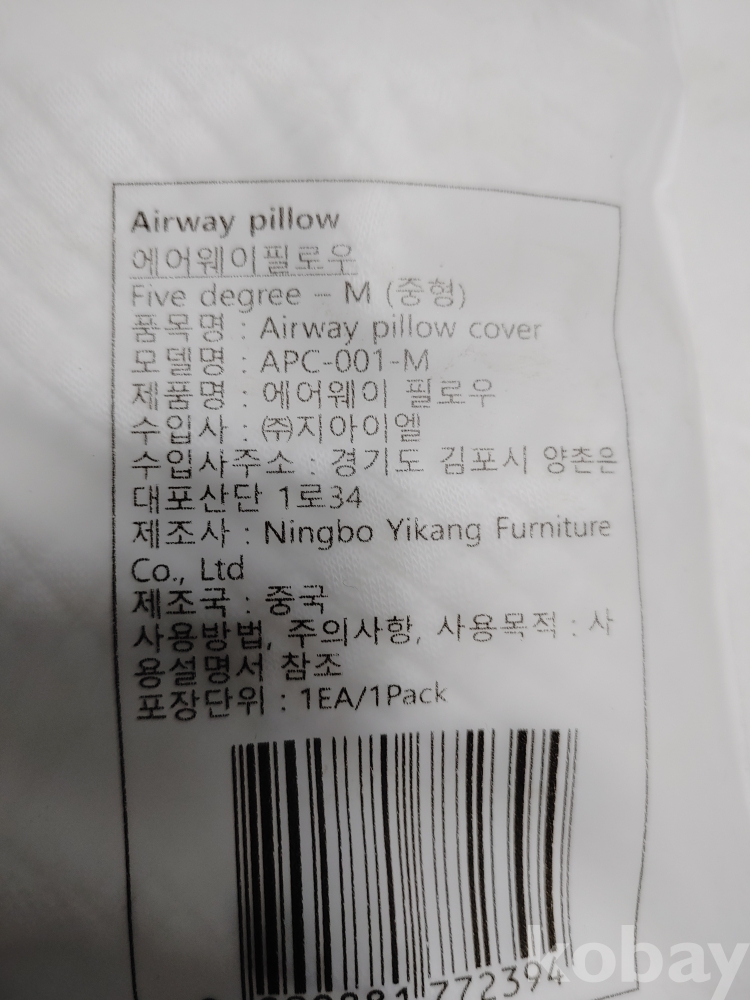 Airway pillow
에어웨이필로우
Five degree – M (중형)
품목명 : Airway pillow cover
모델명 : APC-001-M
제품명 : 에어웨이 필로우
수입사 : ㈜지아이엘
수입사주소 : 경기도 김포시 양촌은
대포산단 1로34
제조사 : Ningbo Yikang Furniture
Co., Ltd
제조국 : 중국
사용방법, 주의사항, 사용목적 : 사
용설명서 참조
포장단위 : 1EA/1Pack
772394
kobay